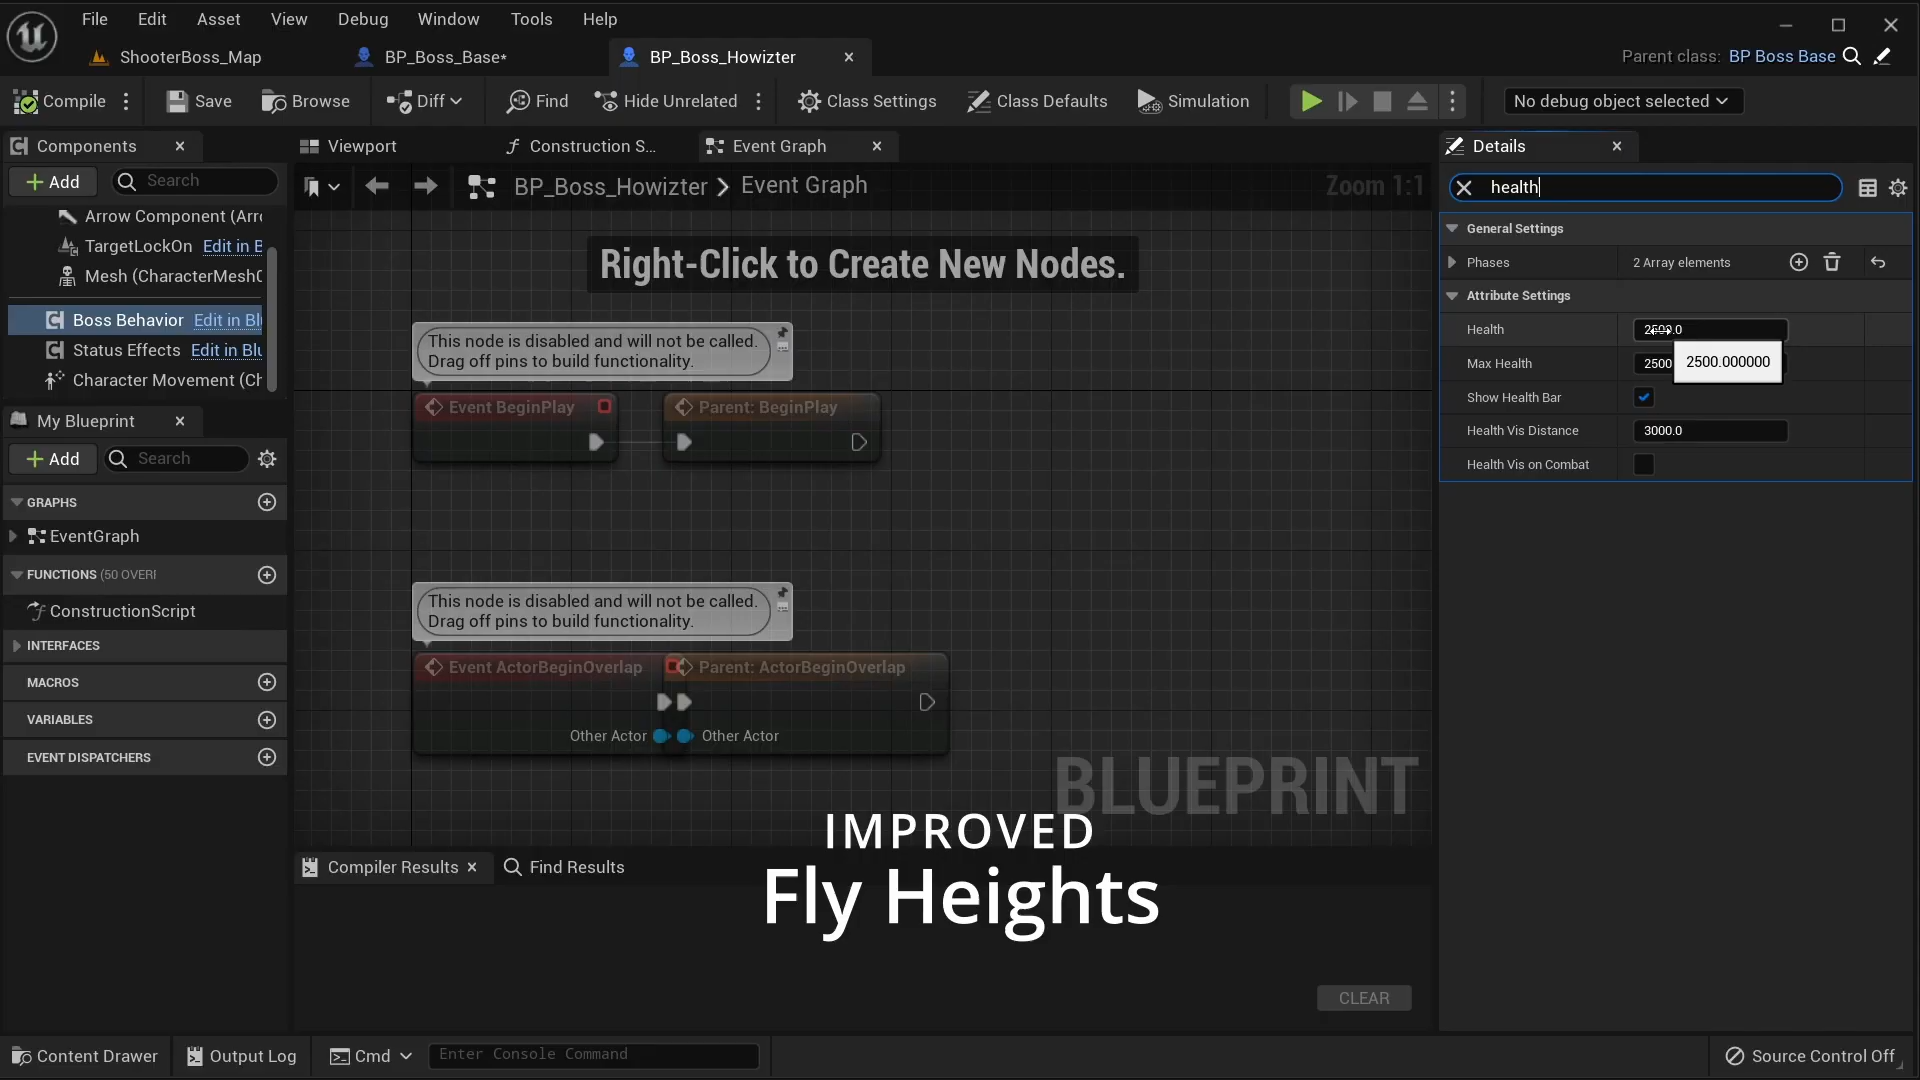 File Edit Asset View Debug Window Tools Help
ShooterBoss_Map BP_Boss_Base* BP_Boss_Howizter
Parent class: BP Boss Base
Compile Save Browse Diff Find Hide Unrelated Class Settings Class Defaults Simulation No debug object selected
Components
Add Search
Arrow Component (Arr
TargetLockOn Edit in B
Mesh (CharacterMesh
Boss Behavior Edit in Bl
Status Effects Edit in Blu
Character Movement (Ch
My Blueprint
Add Search
GRAPHS
EventGraph
FUNCTIONS (50 OVERI
ConstructionScript
INTERFACES
MACROS
VARIABLES
EVENT DISPATCHERS
Viewport Construction S... Event Graph
BP_Boss_Howizter > Event Graph Zoom 1:1
Right-Click to Create New Nodes.
This node is disabled and will not be called.
Drag off pins to build functionality.
Event BeginPlay Parent: BeginPlay
This node is disabled and will not be called.
Drag off pins to build functionality.
Event ActorBeginOverlap Parent: ActorBeginOverlap
Other Actor Other Actor
BLUEPRINT
IMPROVED
Fly Heights
Compiler Results Find Results
CLEAR
Details
health
General Settings
Phases 2 Array elements
Attribute Settings
Health 2500.0
Max Health 2500
2500.000000
Show Health Bar
Health Vis Distance 3000.0
Health Vis on Combat
Content Drawer Output Log Cmd Enter Console Command Source Control Off